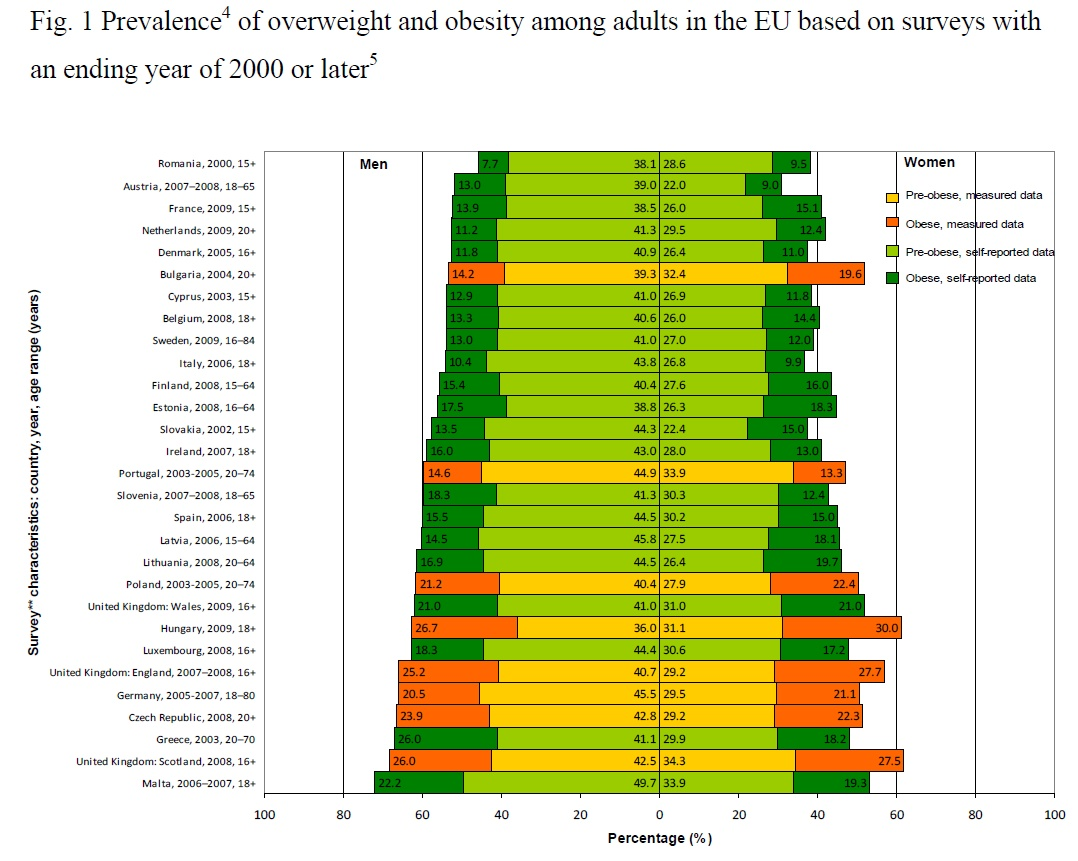 Fig. 1 Prevalence4 of overweight and obesity among adults in the EU based on surveys with
an ending year of 2000 or later5
Men
Women
Pre-obese, measured data
Obese, measured data
Pre-obese, self-reported data
Obese, self-reported data
Survey** characteristics: country, year, age range (years)
Romania, 2000, 15+ 7.7 38.1 28.6 9.5
Austria, 2007–2008, 18–65 13.0 39.0 22.0 9.0
France, 2009, 15+ 13.9 38.5 26.0 15.1
Netherlands, 2009, 20+ 11.2 41.3 29.5 12.4
Denmark, 2005, 16+ 11.8 40.9 26.4 11.0
Bulgaria, 2004, 20+ 14.2 39.3 32.4 19.6
Cyprus, 2003, 15+ 12.9 41.0 26.9 11.8
Belgium, 2008, 18+ 13.3 40.6 26.0 14.4
Sweden, 2009, 16–84 13.0 41.0 27.0 12.0
Italy, 2006, 18+ 10.4 43.8 26.8 9.9
Finland, 2008, 15–64 15.4 40.4 27.6 16.0
Estonia, 2008, 16–64 17.5 38.8 26.3 18.3
Slovakia, 2002, 15+ 13.5 44.3 22.4 15.0
Ireland, 2007, 18+ 16.0 43.0 28.0 13.0
Portugal, 2003-2005, 20–74 14.6 44.9 33.9 13.3
Slovenia, 2007–2008, 18–65 18.3 41.3 30.3 12.4
Spain, 2006, 18+ 15.5 44.5 30.2 15.0
Latvia, 2006, 15–64 14.5 45.8 27.5 18.1
Lithuania, 2008, 20–64 16.9 44.5 26.4 19.7
Poland, 2003-2005, 20–74 21.2 40.4 27.9 22.4
United Kingdom: Wales, 2009, 16+ 21.0 41.0 31.0 21.0
Hungary, 2009, 18+ 26.7 36.0 31.1 30.0
Luxembourg, 2008, 16+ 18.3 44.4 30.6 17.2
United Kingdom: England, 2007–2008, 16+ 25.2 40.7 29.2 27.7
Germany, 2005-2007, 18–80 20.5 45.5 29.5 21.1
Czech Republic, 2008, 20+ 23.9 42.8 29.2 22.3
Greece, 2003, 20–70 26.0 41.1 29.9 18.2
United Kingdom: Scotland, 2008, 16+ 26.0 42.5 34.3 27.5
Malta, 2006–2007, 18+ 22.2 49.7 33.9 19.3
100 80 60 40 20 0 20 40 60 80 100
Percentage (%)